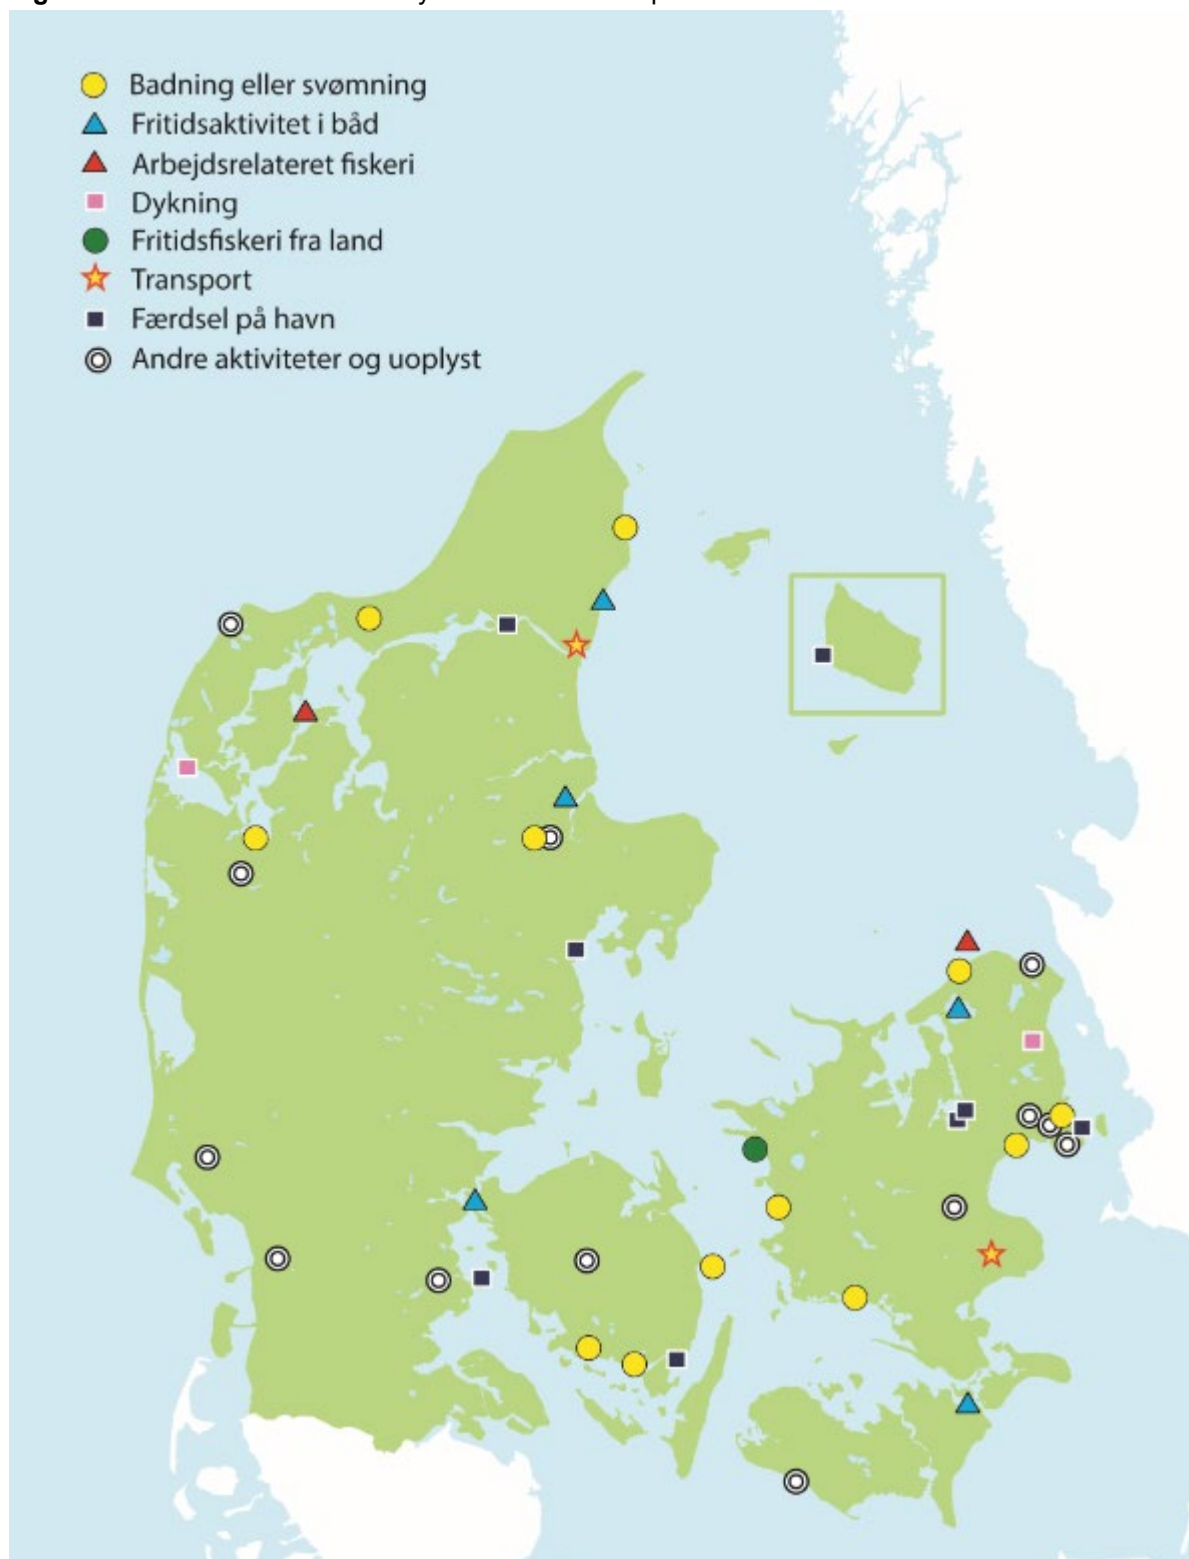 Badning eller svømning
Fritidsaktivitet i båd
Arbejdsrelateret fiskeri
Dykning
Fritidsfiskeri fra land
Transport
Færdsel på havn
Andre aktiviteter og uoplyst